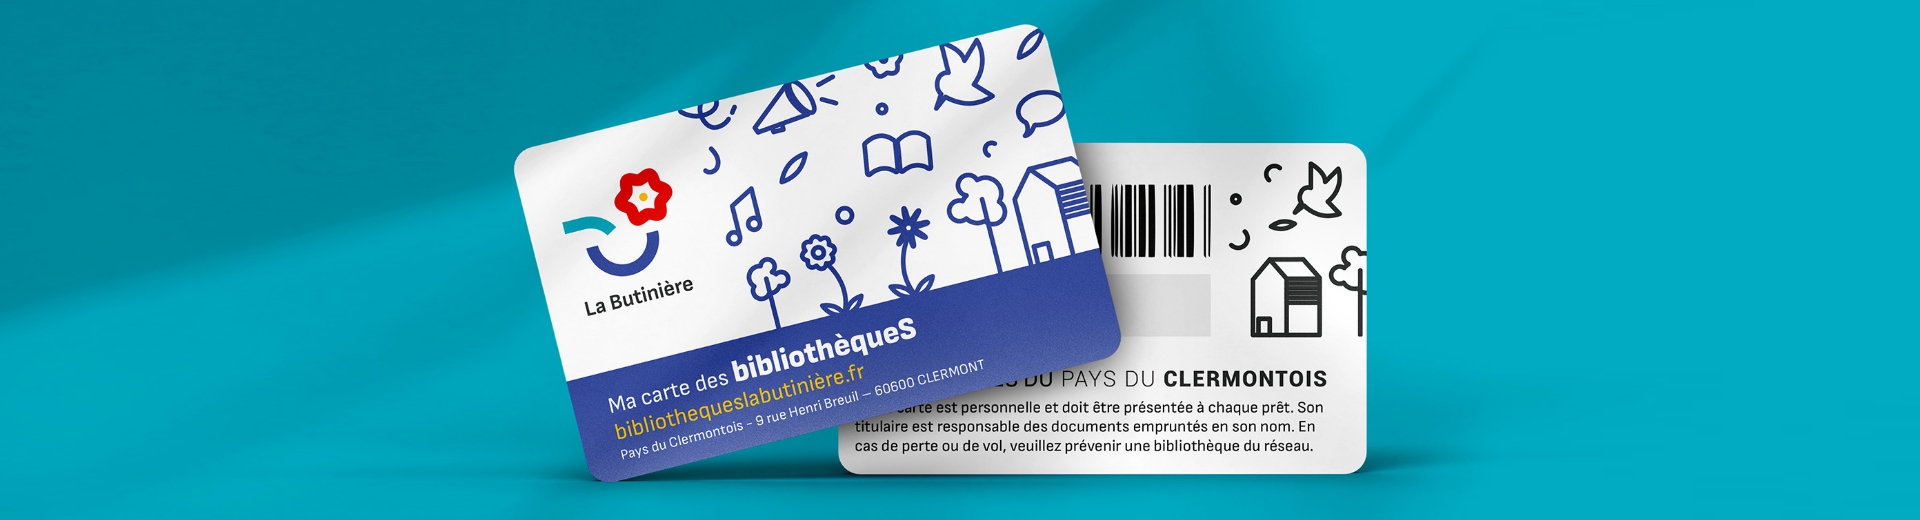 La Butinière
Ma carte des bibliothèqueS
bibliothequeslabutinière.fr
Pays du Clermontois - 9 rue Henri Breuil – 60600 CLERMONT
DU PAYS DU CLERMONTOIS
carte est personnelle et doit être présentée à chaque prêt. Son
titulaire est responsable des documents empruntés en son nom. En
cas de perte ou de vol, veuillez prévenir une bibliothèque du réseau.